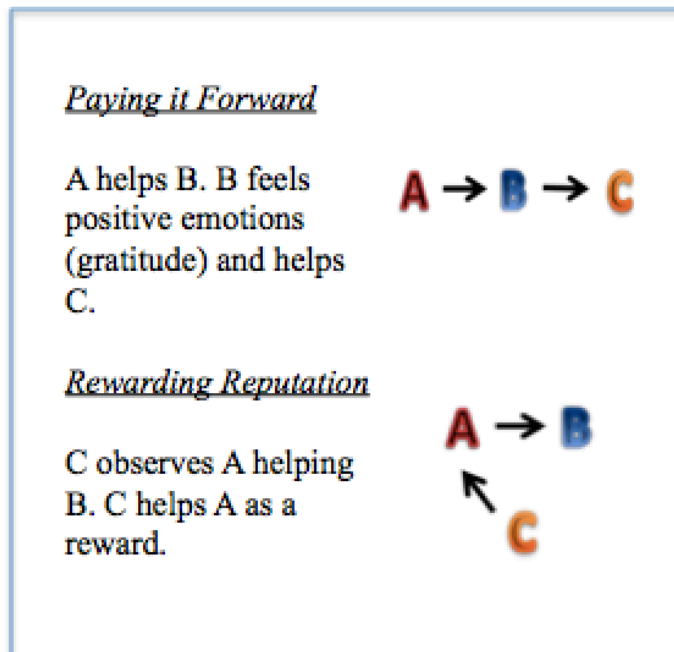 Paying it Forward
A helps B. B feels
positive emotions
(gratitude) and helps
C.
A → B → C
Rewarding Reputation
C observes A helping
B. C helps A as a
reward.
A → B
C